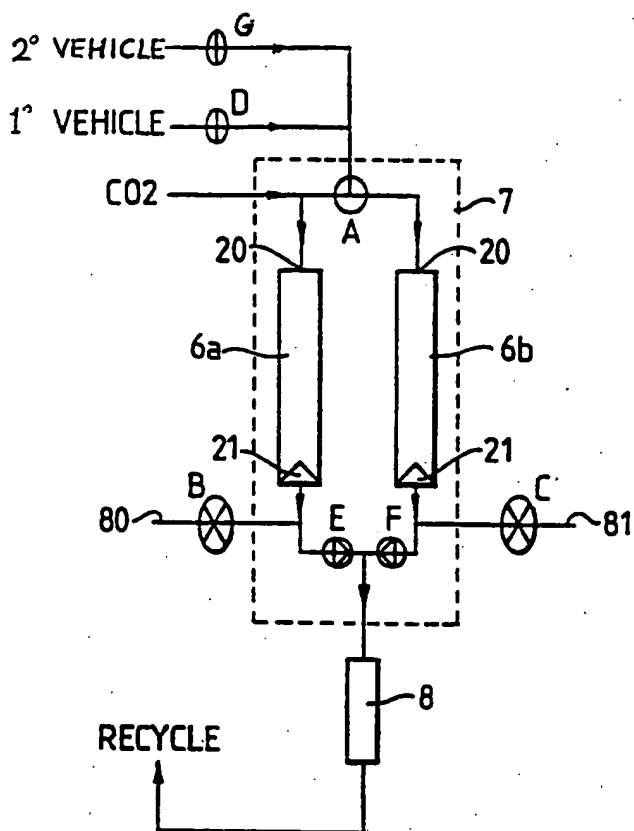 2° VEHICLE G
1° VEHICLE D
CO2 A 7
20 20
6a 6b
21 21
80 B E F C 81
8
RECYCLE